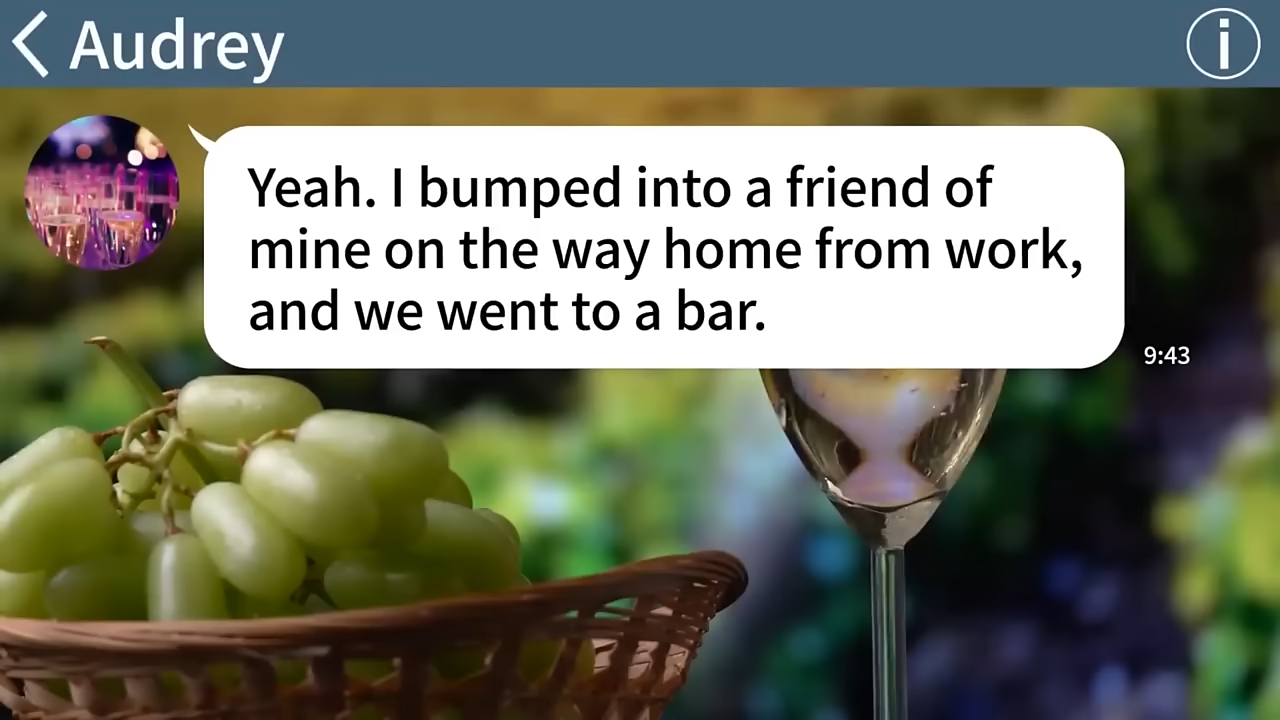 Audrey
Yeah. I bumped into a friend of
mine on the way home from work,
and we went to a bar.
9:43